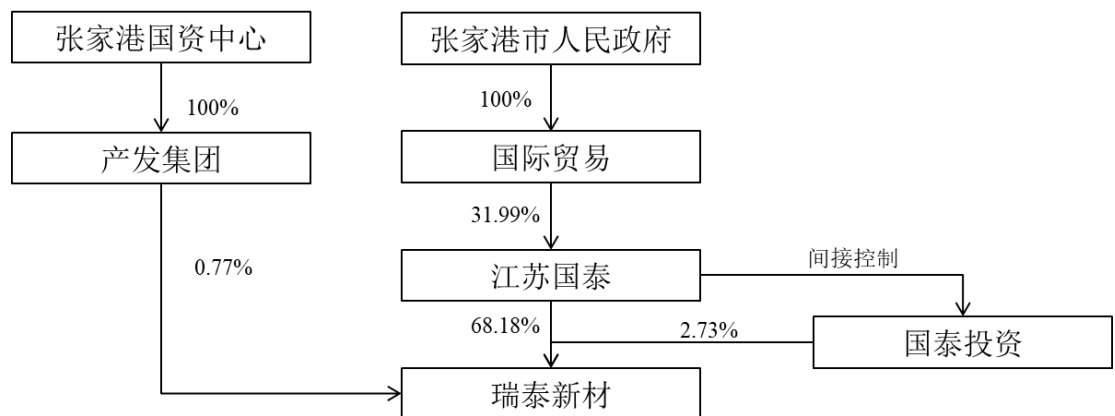 张家港国资中心
张家港市人民政府
100%
100%
产发集团
国际贸易
31.99%
0.77%
江苏国泰
间接控制
68.18%
2.73%
国泰投资
瑞泰新材